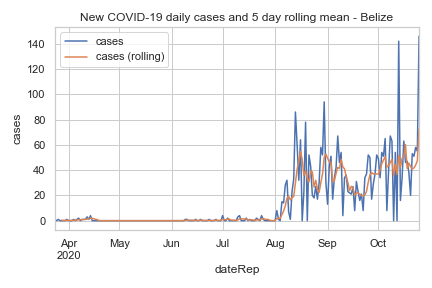 New COVID-19 daily cases and 5 day rolling mean - Belize
cases
cases (rolling)
140
120
100
80
60
40
20
0
cases
Apr
2020
May
Jun
Jul
Aug
Sep
Oct
dateRep